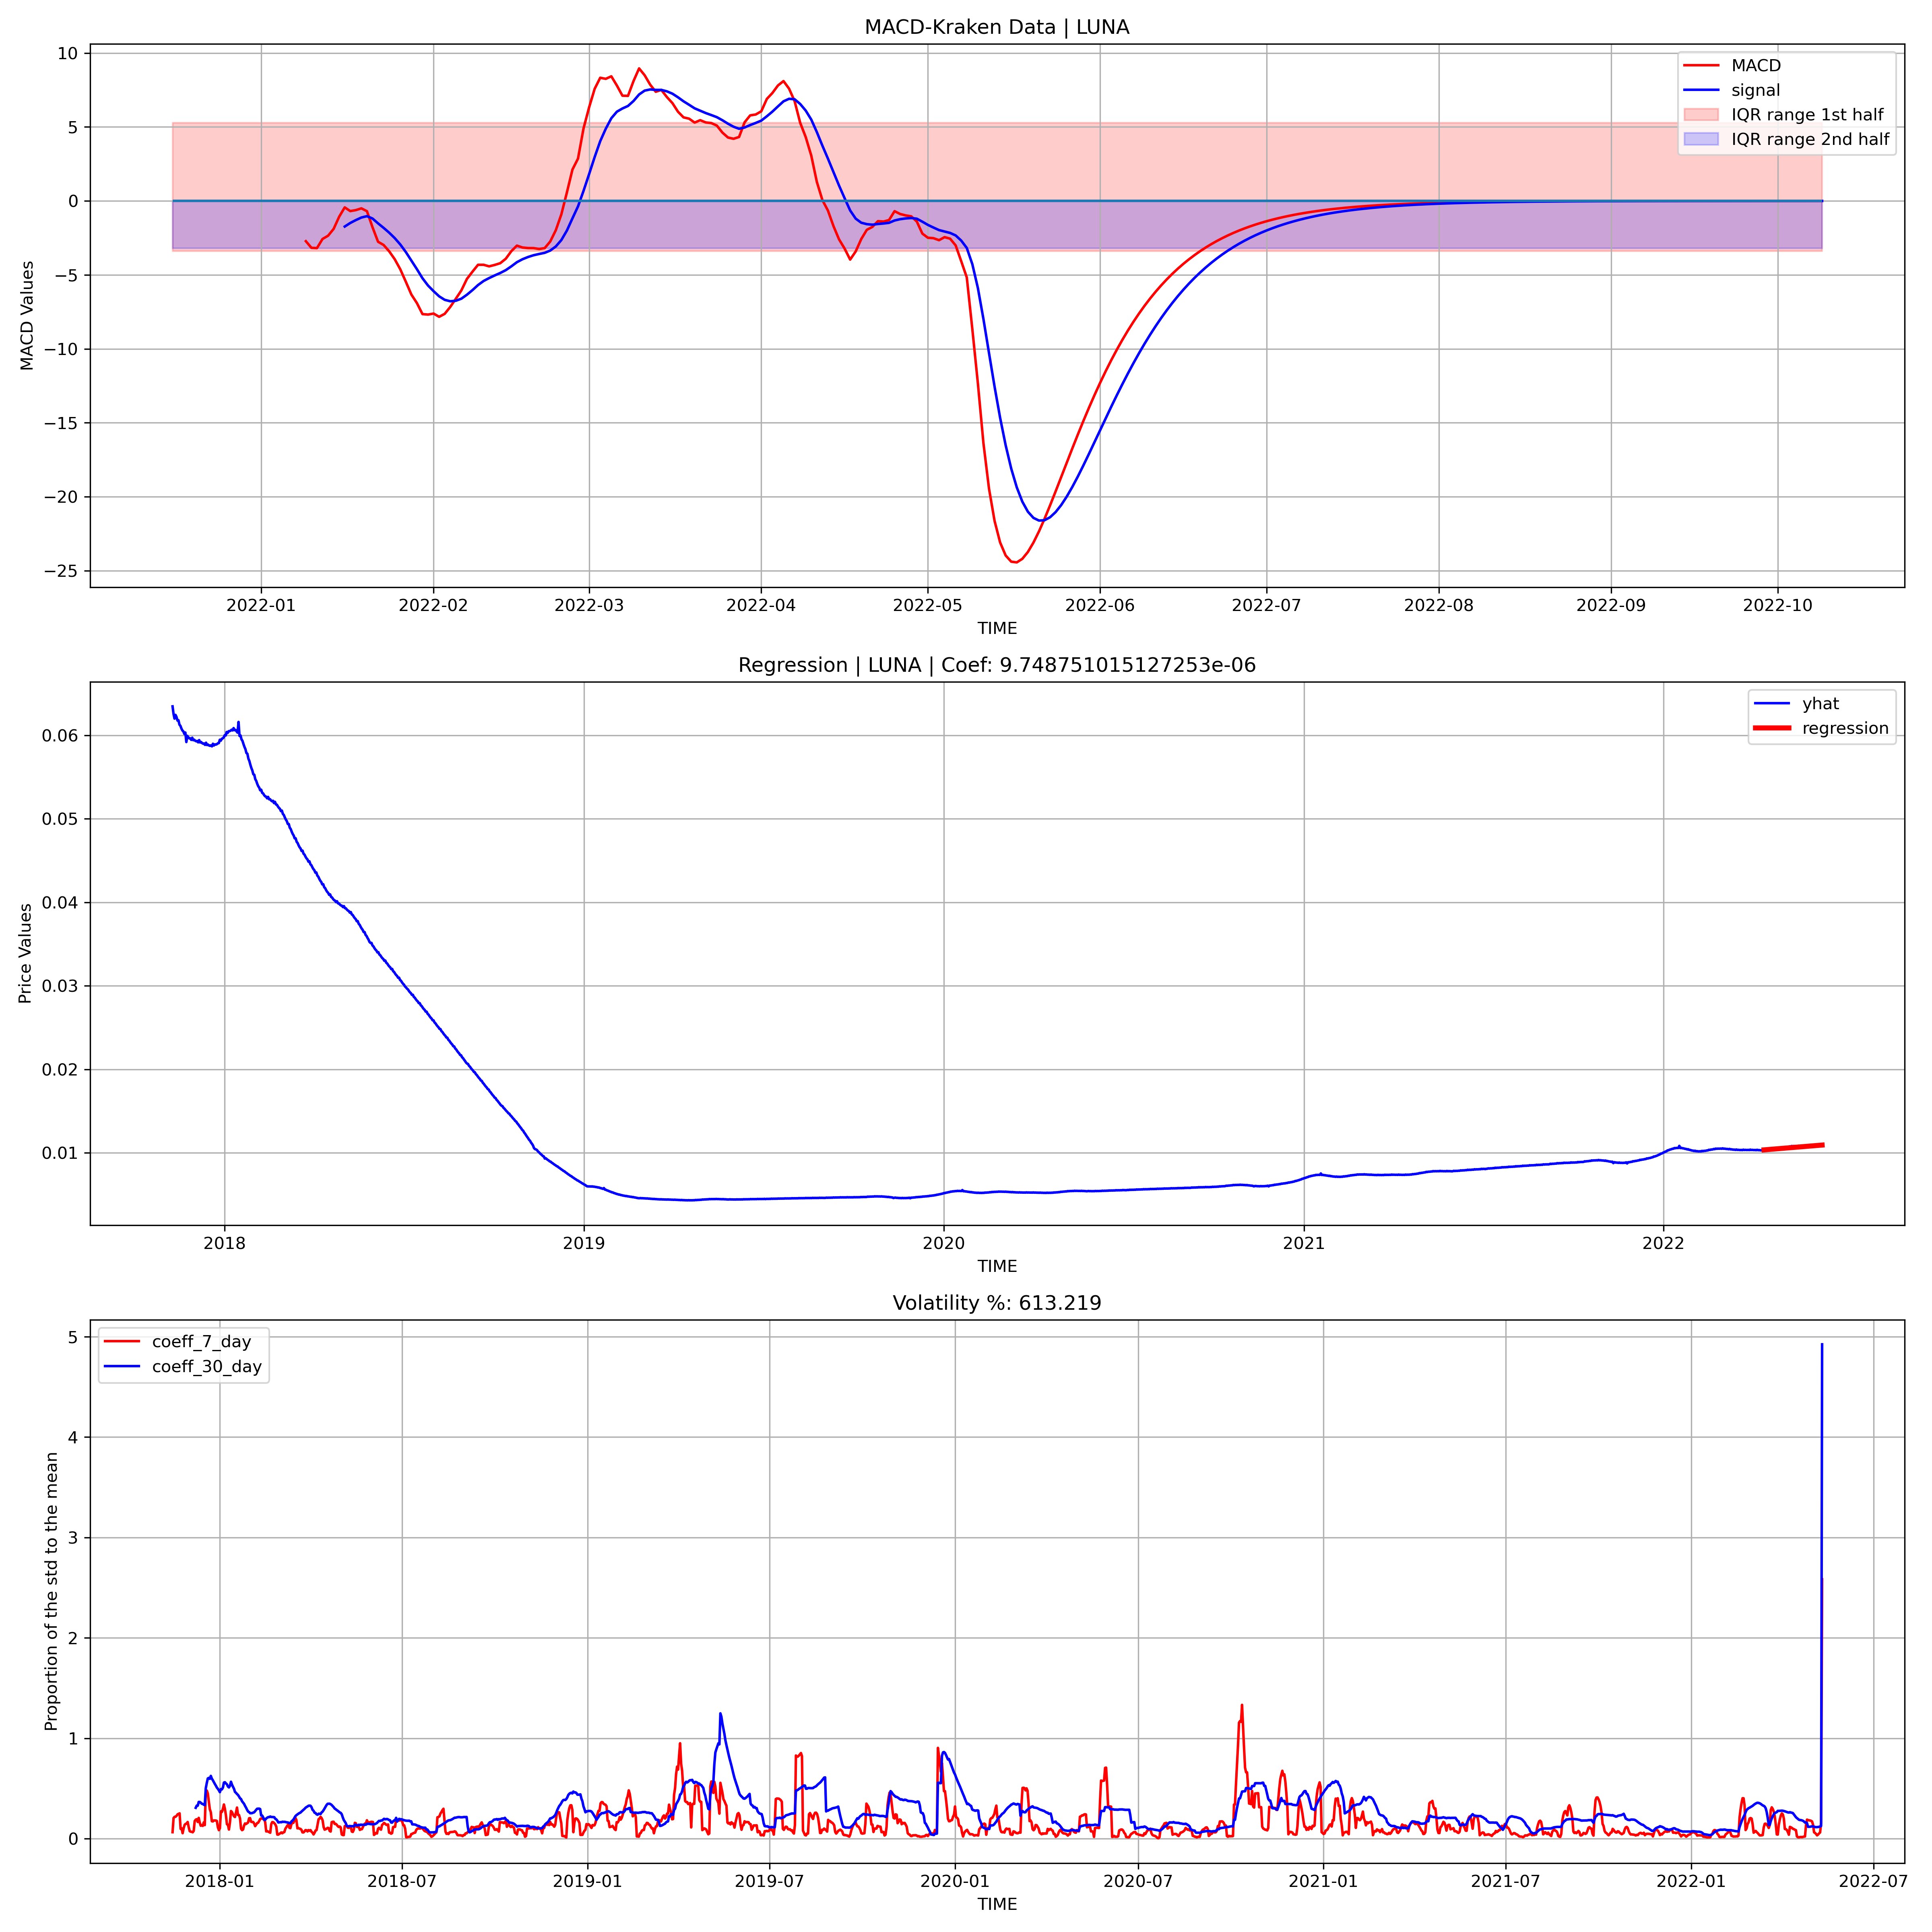 MACD-Kraken Data | LUNA
10
5
0
−5
−10
−15
−20
−25
MACD Values
MACD
signal
IQR range 1st half
IQR range 2nd half
2022-01 2022-02 2022-03 2022-04 2022-05 2022-06 2022-07 2022-08 2022-09 2022-10
TIME
Regression | LUNA | Coef: 9.748751015127253e-06
0.06
0.05
0.04
0.03
0.02
0.01
Price Values
yhat
regression
2018 2019 2020 2021 2022
TIME
Volatility %: 613.219
5
4
3
2
1
0
Proportion of the std to the mean
coeff_7_day
coeff_30_day
2018-01 2018-07 2019-01 2019-07 2020-01 2020-07 2021-01 2021-07 2022-01 2022-07
TIME